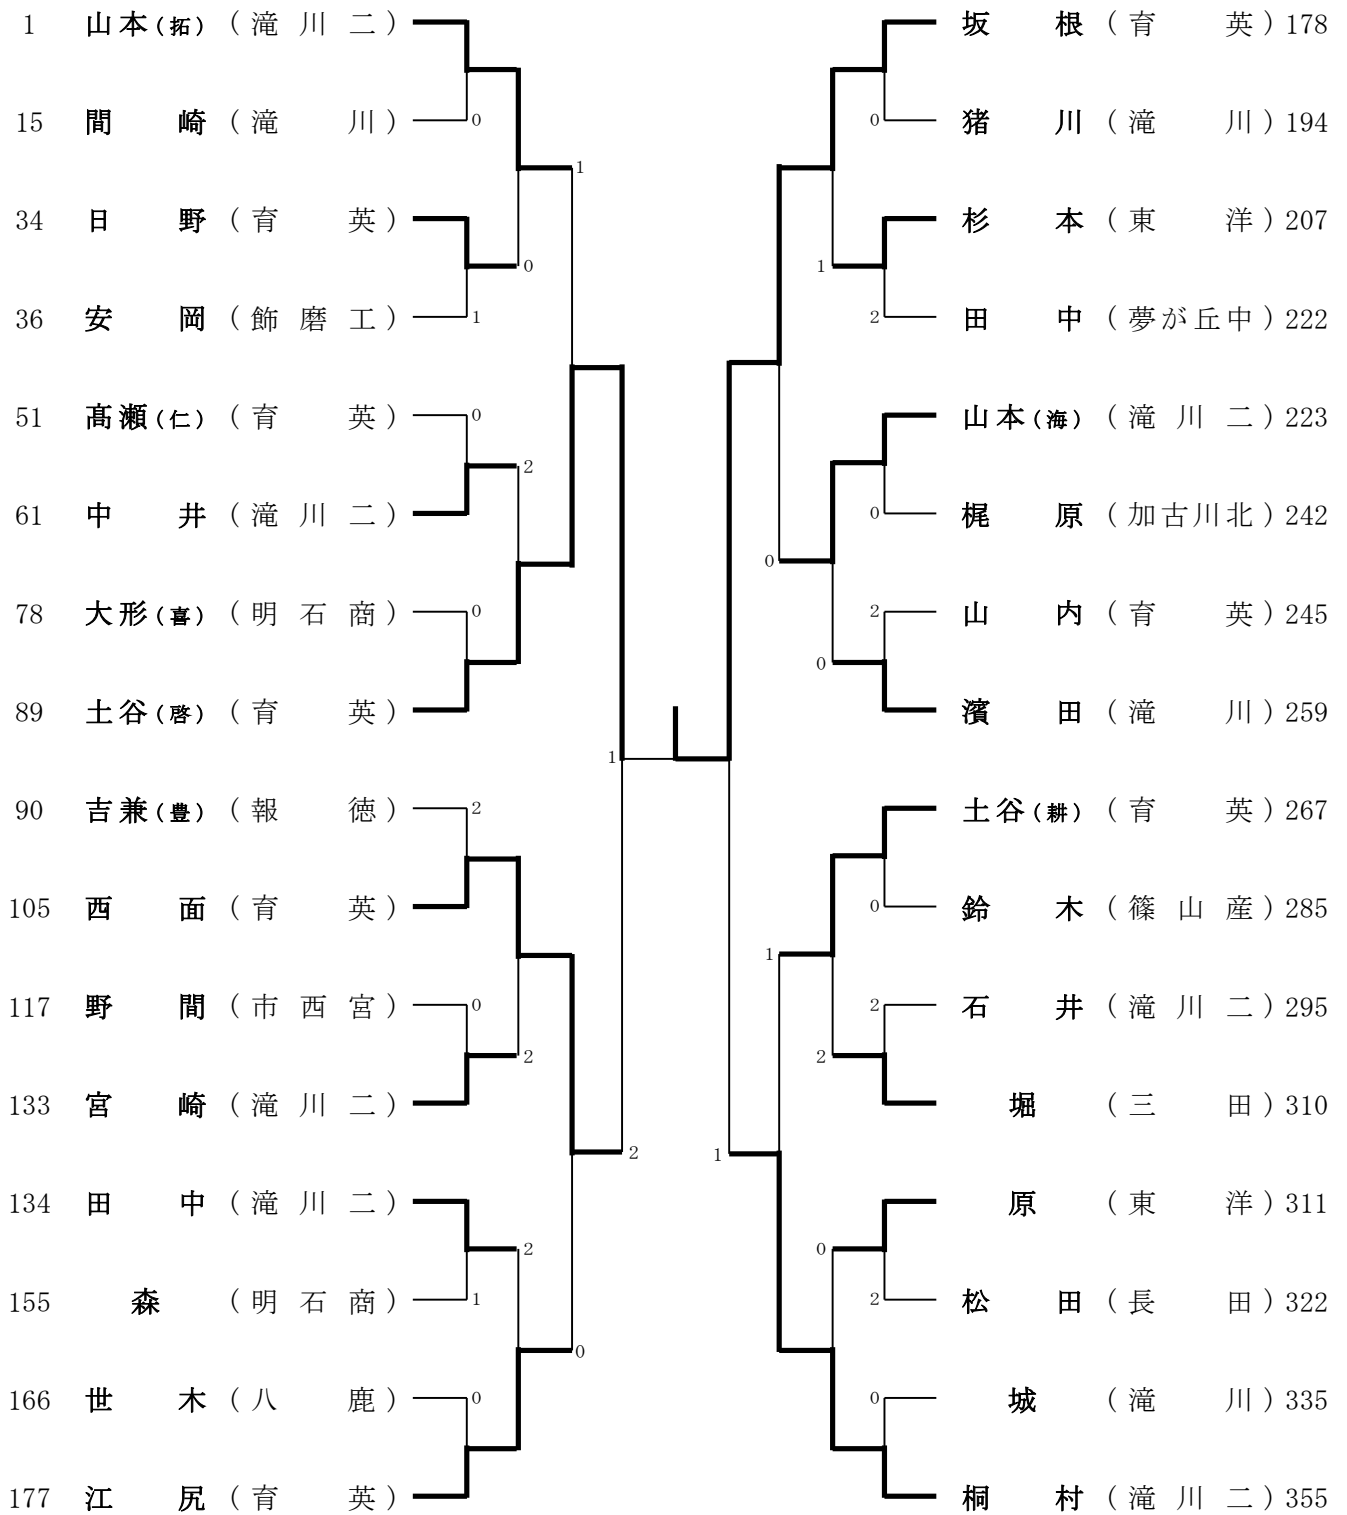 1 山本(拓) (滝川二) 坂根 (育英) 178
15 間崎 (滝川) 0 0 猪川 (滝川) 194
1
34 日野 (育英) 杉本 (東洋) 207
0 1
36 安岡 (飾磨工) 1 2 田中 (夢が丘中) 222
51 髙瀬(仁) (育英) 0 山本(海) (滝川二) 223
2
61 中井 (滝川二) 0 梶原 (加古川北) 242
0
78 大形(喜) (明石商) 0 2 山内 (育英) 245
0
89 土谷(啓) (育英) 濱田 (滝川) 259
1
90 吉兼(豊) (報徳) 2 土谷(耕) (育英) 267
105 西面 (育英) 0 鈴木 (篠山産) 285
1
117 野間 (市西宮) 0 2 石井 (滝川二) 295
2 2
133 宮崎 (滝川二) 堀 (三田) 310
2 1
134 田中 (滝川二) 原 (東洋) 311
2 0
155 森 (明石商) 1 2 松田 (長田) 322
0
166 世木 (八鹿) 0 0 城 (滝川) 335
177 江尻 (育英) 桐村 (滝川二) 355